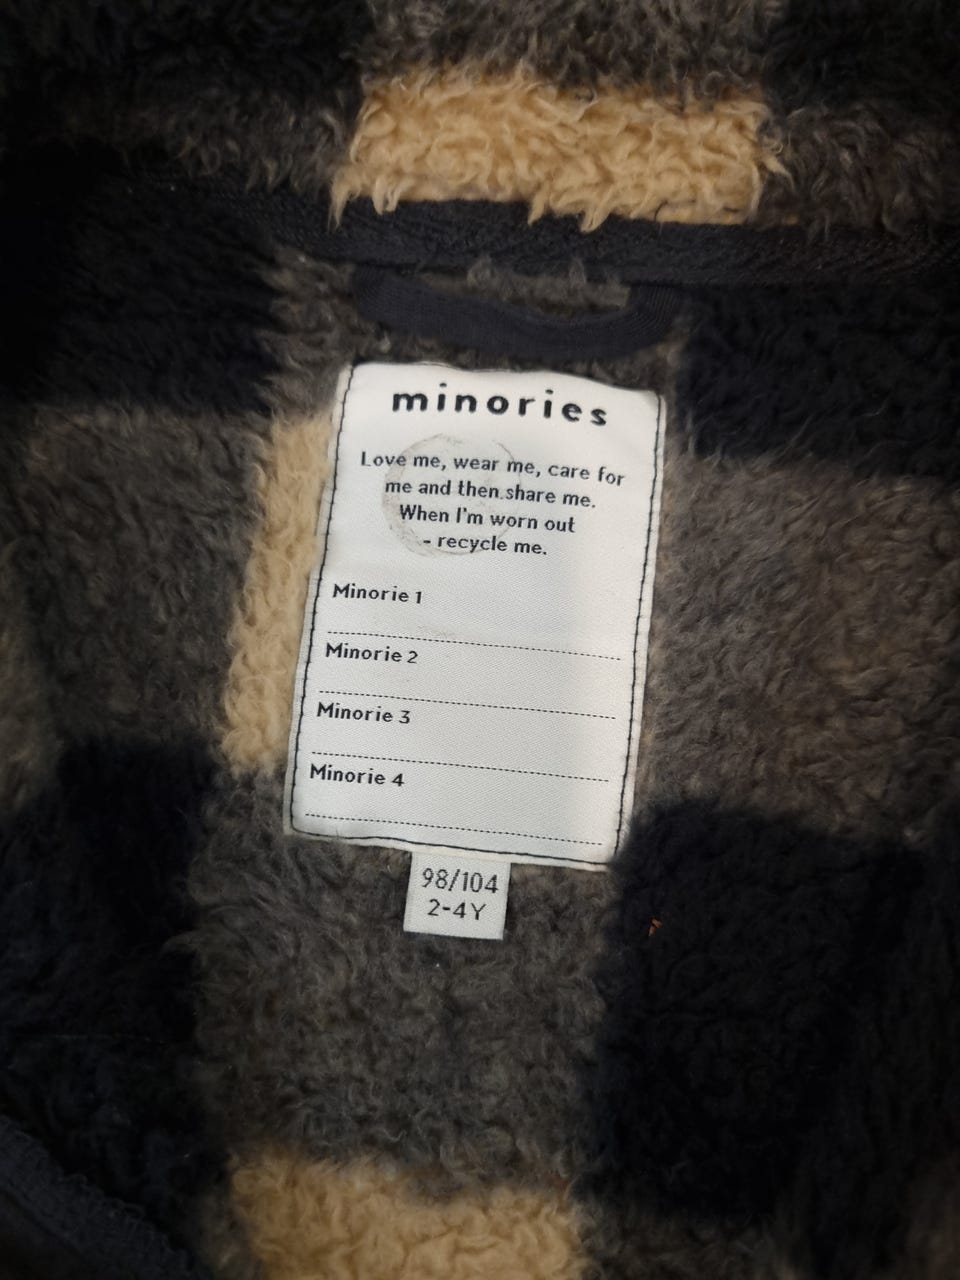 minories
Love me, wear me, care for
me and then share me.
When I'm worn out
- recycle me.
Minorie 1
Minorie 2
Minorie 3
Minorie 4
98/104
2-4Y